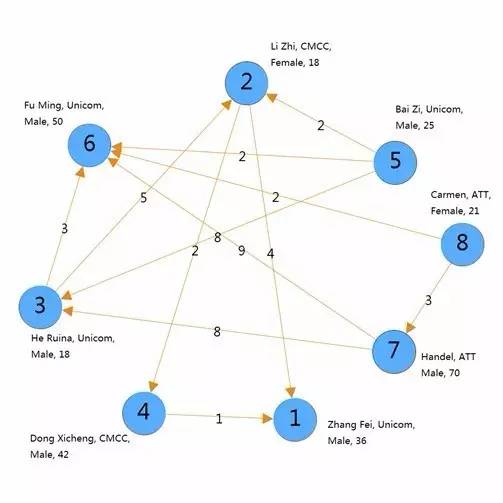 Li Zhi, CMCC,
Female, 18
2
Fu Ming, Unicom,
Male, 50
6
Bai Zi, Unicom,
Male, 25
5
2
2
Carmen, ATT,
Female, 21
8
5
2
3
8
2
9
4
3
3
He Ruina, Unicom,
Male, 18
8
7
Handel, ATT
Male, 70
4
Dong Xicheng, CMCC,
Male, 42
1
1
Zhang Fei, Unicom,
Male, 36